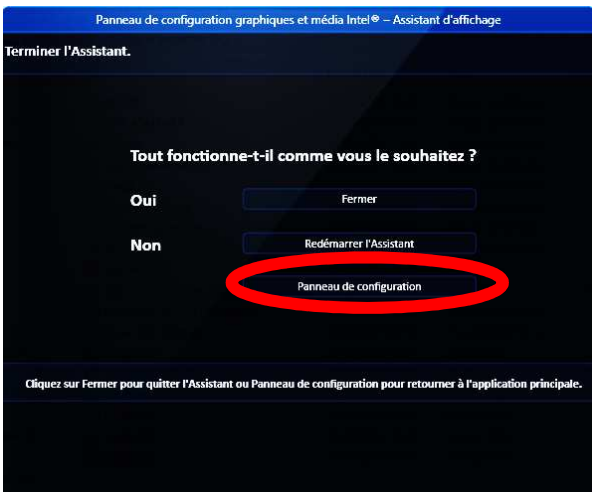 Panneau de configuration graphiques et média Intel® – Assistant d'affichage
Terminer l'Assistant.
Tout fonctionne-t-il comme vous le souhaitez ?
Oui Fermer
Non Redémarrer l'Assistant
Panneau de configuration
Cliquez sur Fermer pour quitter l'Assistant ou Panneau de configuration pour retourner à l'application principale.